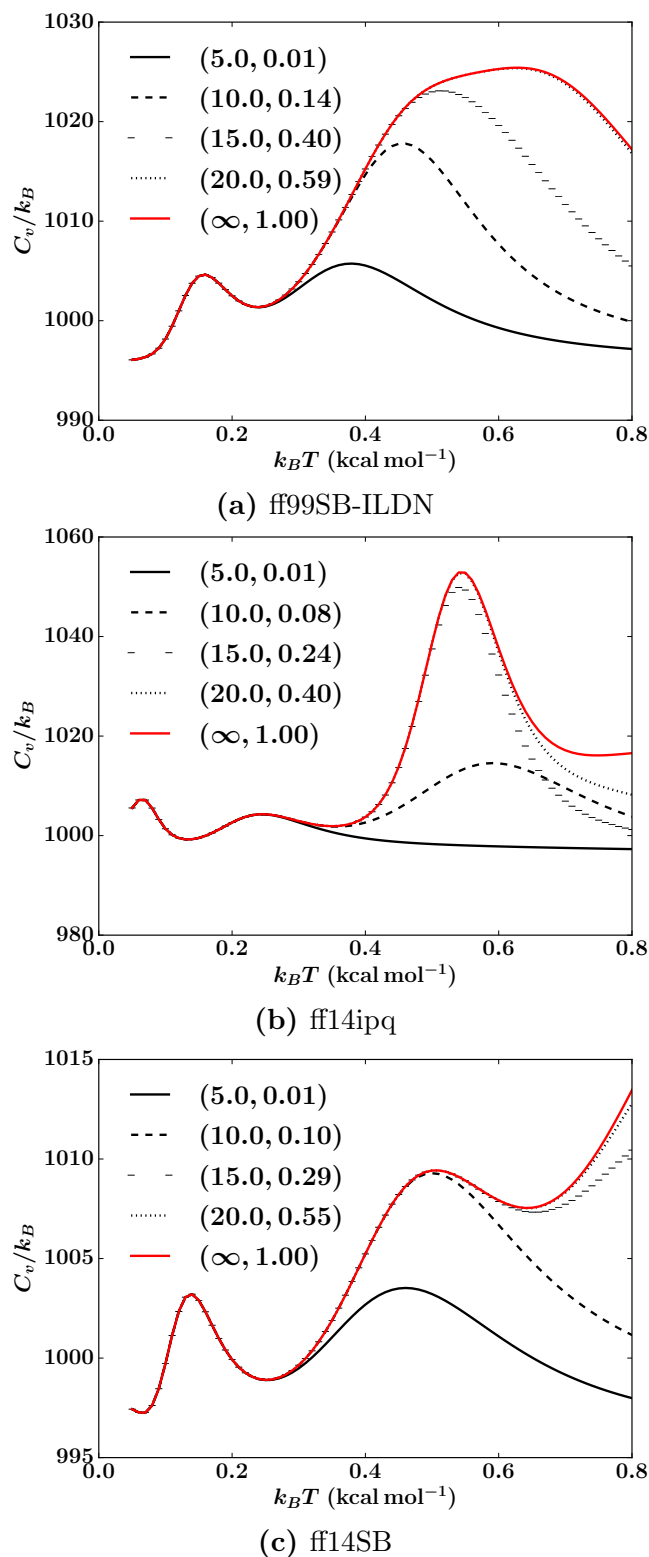 1030
1020
1010
1000
990
C_v/k_B
(5.0, 0.01)
(10.0, 0.14)
(15.0, 0.40)
(20.0, 0.59)
(∞, 1.00)
0.0 0.2 0.4 0.6 0.8
k_BT (kcal mol⁻¹)
(a) ff99SB-ILDN
1060
1040
1020
1000
980
C_v/k_B
(5.0, 0.01)
(10.0, 0.08)
(15.0, 0.24)
(20.0, 0.40)
(∞, 1.00)
0.0 0.2 0.4 0.6 0.8
k_BT (kcal mol⁻¹)
(b) ff14ipq
1015
1010
1005
1000
995
C_v/k_B
(5.0, 0.01)
(10.0, 0.10)
(15.0, 0.29)
(20.0, 0.55)
(∞, 1.00)
0.0 0.2 0.4 0.6 0.8
k_BT (kcal mol⁻¹)
(c) ff14SB